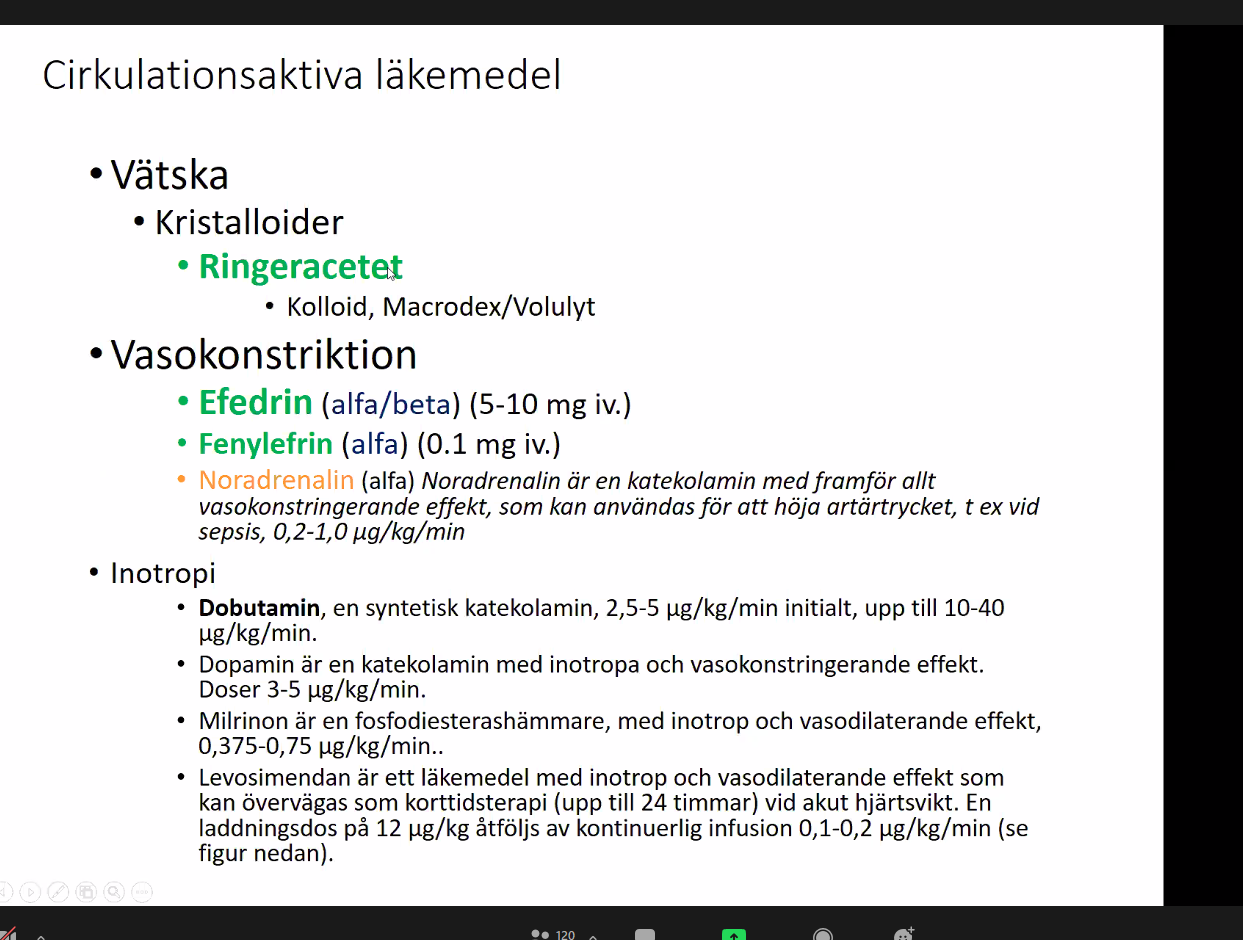 Cirkulationsaktiva läkemedel
• Vätska
• Kristalloider
• Ringeracetet
• Kolloid, Macrodex/Volulyt
• Vasokonstriktion
• Efedrin (alfa/beta) (5-10 mg iv.)
• Fenylefrin (alfa) (0.1 mg iv.)
• Noradrenalin (alfa) Noradrenalin är en katekolamin med framför allt
vasokonstringerande effekt, som kan användas för att höja artärtrycket, t ex vid
sepsis, 0,2-1,0 µg/kg/min
• Inotropi
• Dobutamin, en syntetisk katekolamin, 2,5-5 µg/kg/min initialt, upp till 10-40
µg/kg/min.
• Dopamin är en katekolamin med inotropa och vasokonstringerande effekt.
Doser 3-5 µg/kg/min.
• Milrinon är en fosfodiesterashämmare, med inotrop och vasodilaterande effekt,
0,375-0,75 µg/kg/min..
• Levosimendan är ett läkemedel med inotrop och vasodilaterande effekt som
kan övervägas som korttidsterapi (upp till 24 timmar) vid akut hjärtsvikt. En
laddningsdos på 12 µg/kg åtföljs av kontinuerlig infusion 0,1-0,2 µg/kg/min (se
figur nedan).
120